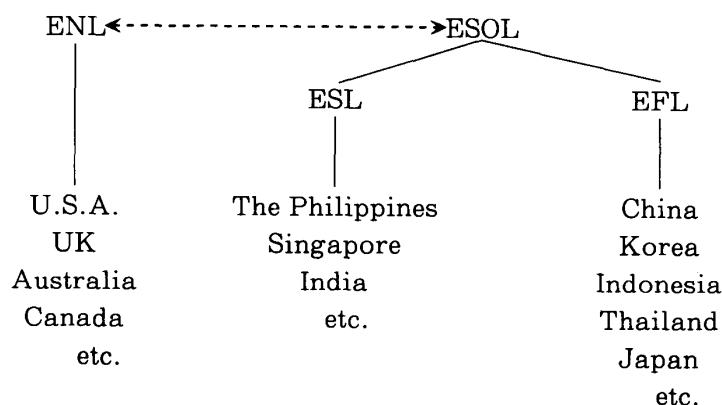 ENL ESOL
ESL EFL
U.S.A. The Philippines China
UK Singapore Korea
Australia India Indonesia
Canada etc. Thailand
etc. Japan
etc.